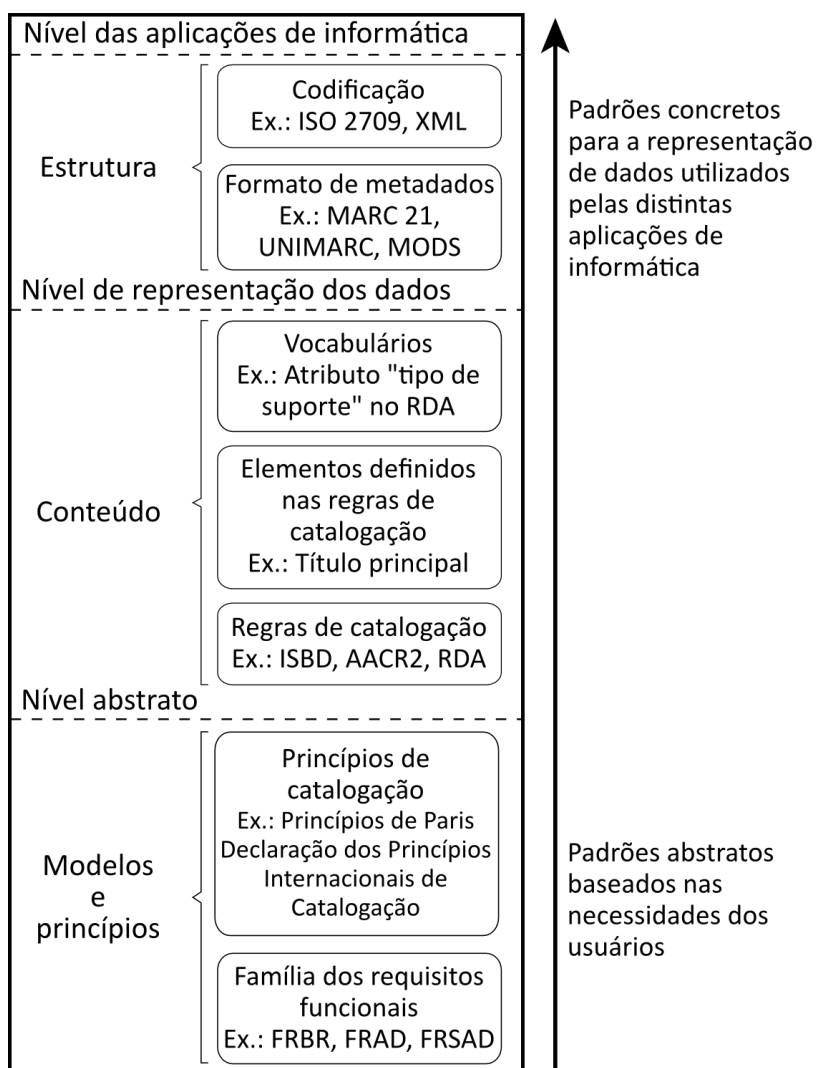 Nível das aplicações de informática
Estrutura
Codificação
Ex.: ISO 2709, XML
Formato de metadados
Ex.: MARC 21,
UNIMARC, MODS
Padrões concretos
para a representação
de dados utilizados
pelas distintas
aplicações de
informática
Nível de representação dos dados
Conteúdo
Vocabulários
Ex.: Atributo "tipo de
suporte" no RDA
Elementos definidos
nas regras de
catalogação
Ex.: Título principal
Regras de catalogação
Ex.: ISBD, AACR2, RDA
Nível abstrato
Modelos
e
princípios
Princípios de
catalogação
Ex.: Princípios de Paris
Declaração dos Princípios
Internacionais de
Catalogação
Família dos requisitos
funcionais
Ex.: FRBR, FRAD, FRSAD
Padrões abstratos
baseados nas
necessidades dos
usuários